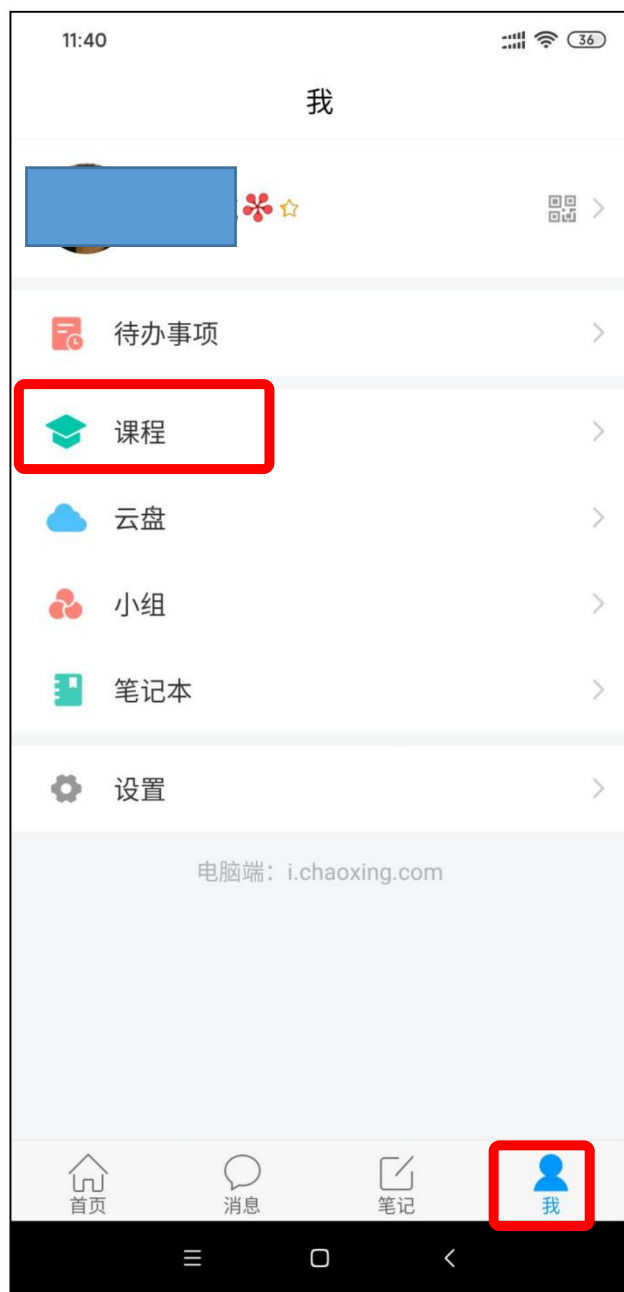 11:40
36
我
待办事项
课程
云盘
小组
笔记本
设置
电脑端：i.chaoxing.com
首页
消息
笔记
我